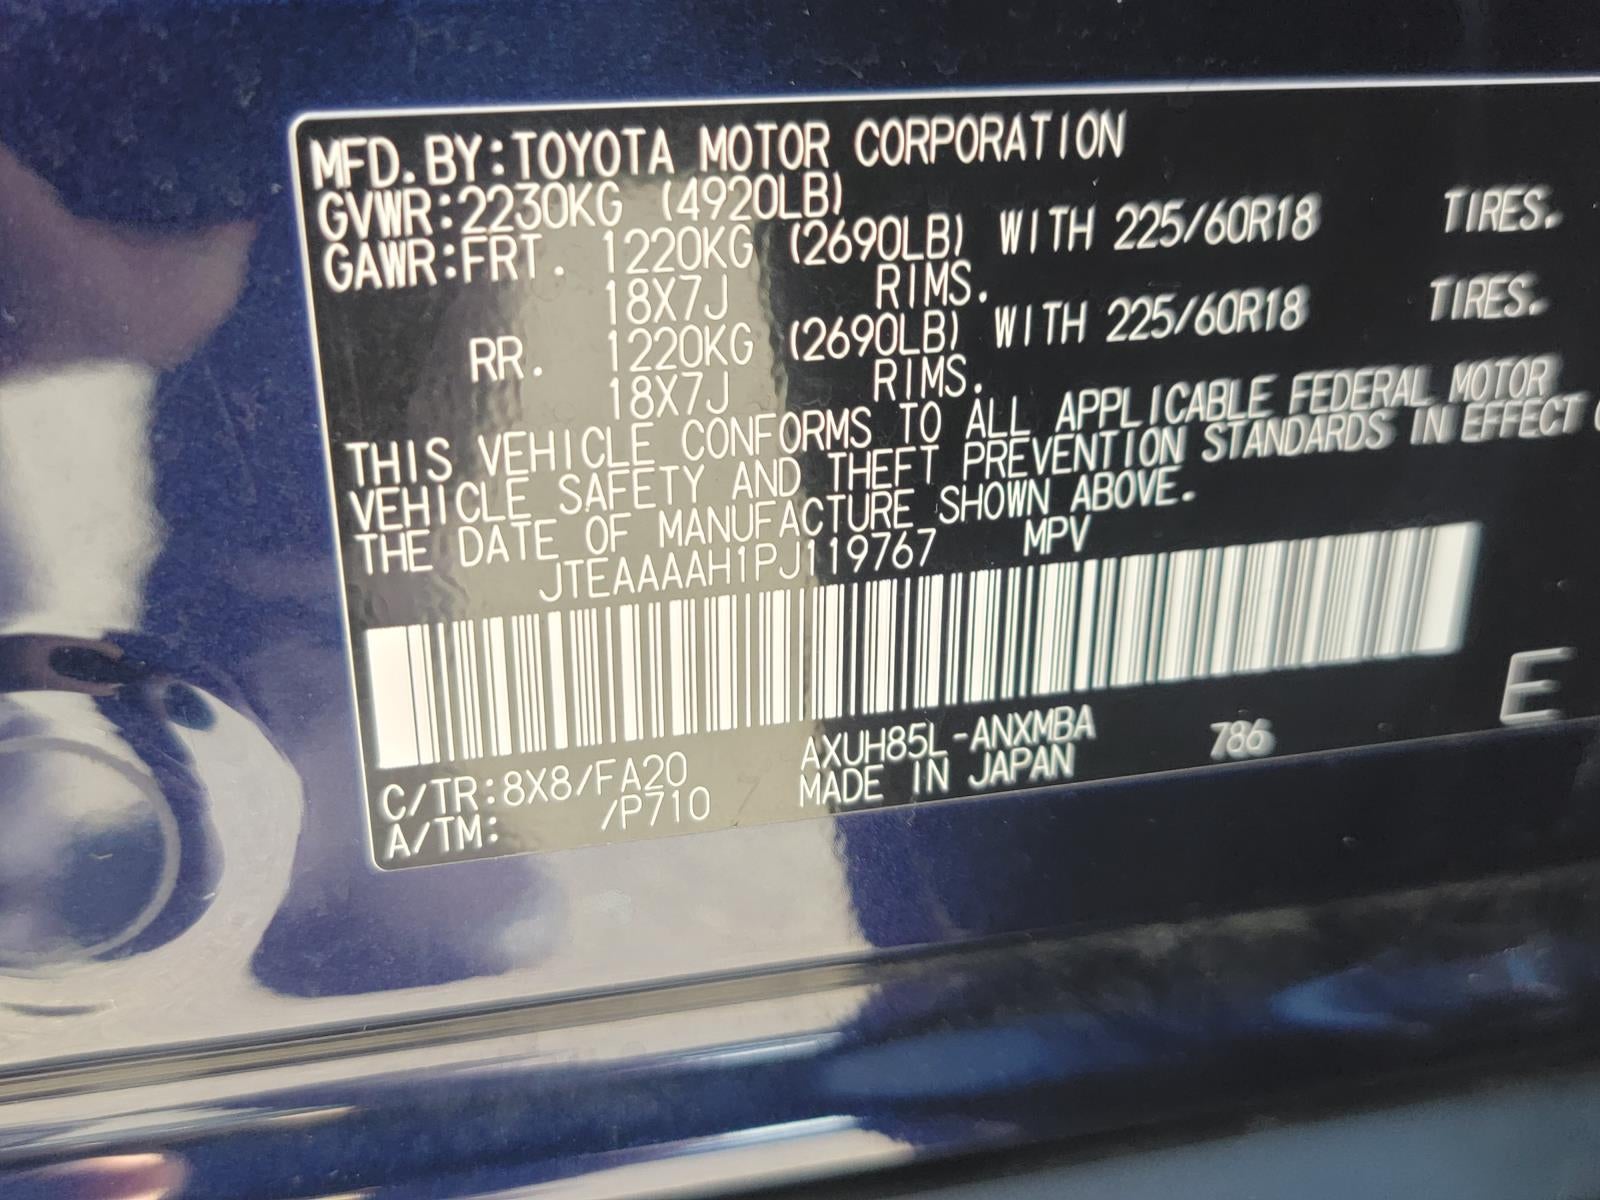 MFD.BY:TOYOTA MOTOR CORPORATION
GVWR:2230KG (4920LB)
GAWR:FRT. 1220KG (2690LB) WITH 225/60R18 TIRES.
18X7J RIMS.
RR. 1220KG (2690LB) WITH 225/60R18 TIRES.
18X7J RIMS.
THIS VEHICLE CONFORMS TO ALL APPLICABLE FEDERAL MOTOR
VEHICLE SAFETY AND THEFT PREVENTION STANDARDS IN EFFECT
THE DATE OF MANUFACTURE SHOWN ABOVE.
JTEAAAAH1PJ119767 MPV
E
C/TR:8X8/FA20 AXUH85L-ANXMBA 786
A/TM: /P710 MADE IN JAPAN